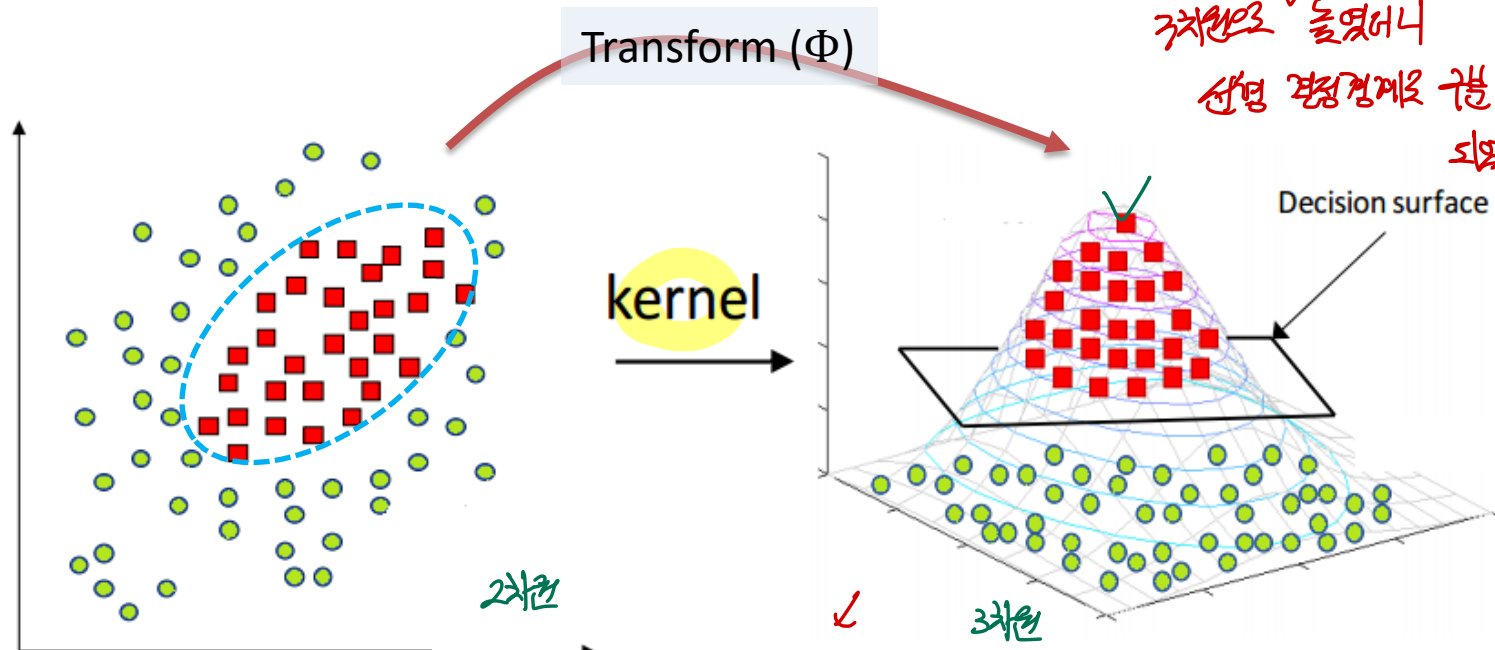 3차원으로 늘렸더니
Transform (Φ)
선형 결정경계로 구분
Decision surface
kernel
2차원
3차원